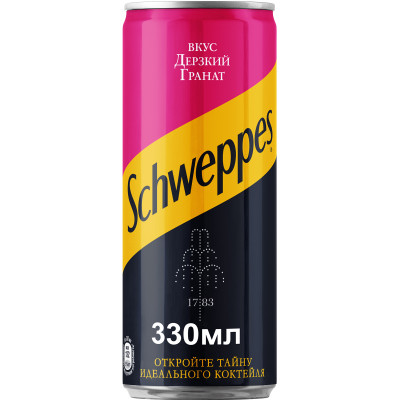 вкус
Дерзкий
Гранат
Schweppes
1783
330мл
Откройте тайну
идеального коктейля